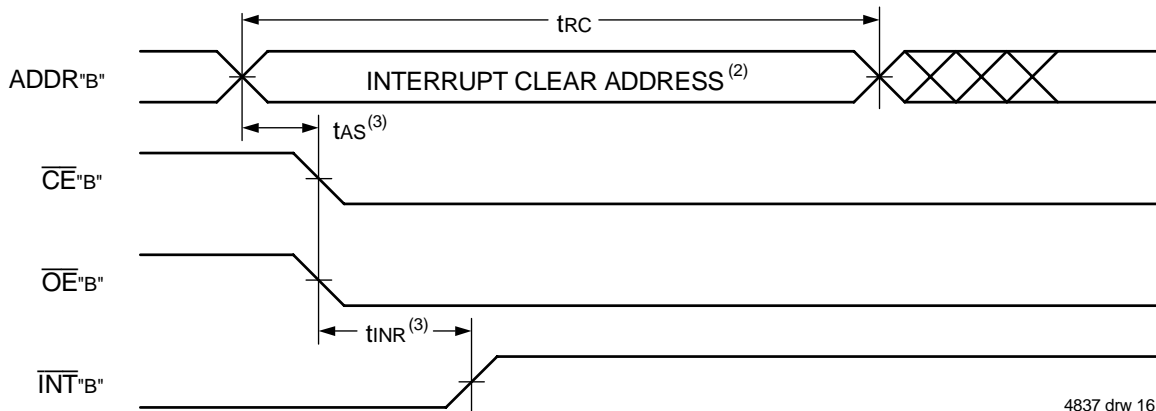 tRC
ADDR"B"
INTERRUPT CLEAR ADDRESS(2)
tAS(3)
CE"B"
OE"B"
tINR(3)
INT"B"
4837 drw 16